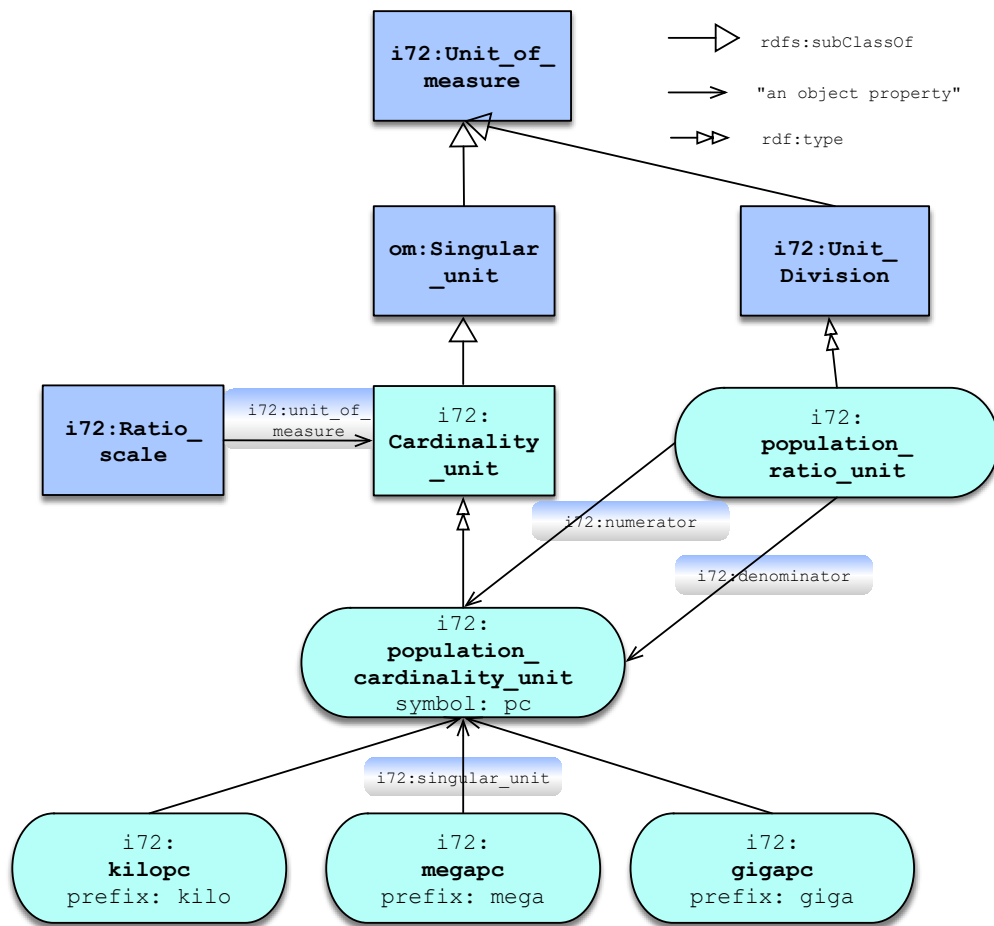 i72:Unit_of_
measure
rdfs:subClassOf
"an object property"
rdf:type
om:Singular
_unit
i72:Unit_
Division
i72:Ratio_
scale
i72:unit_of_
measure
i72:
Cardinality
_unit
i72:
population_
ratio_unit
i72:numerator
i72:denominator
i72:
population_
cardinality_unit
symbol: pc
i72:singular_unit
i72:
kilopc
prefix: kilo
i72:
megapc
prefix: mega
i72:
gigapc
prefix: giga